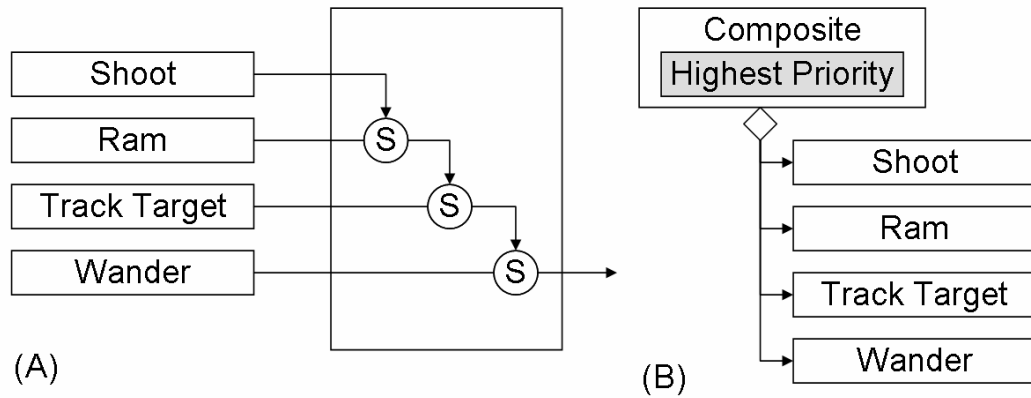 Shoot
Ram
Track Target
Wander
S
S
S
(A)
Composite
Highest Priority
Shoot
Ram
Track Target
Wander
(B)